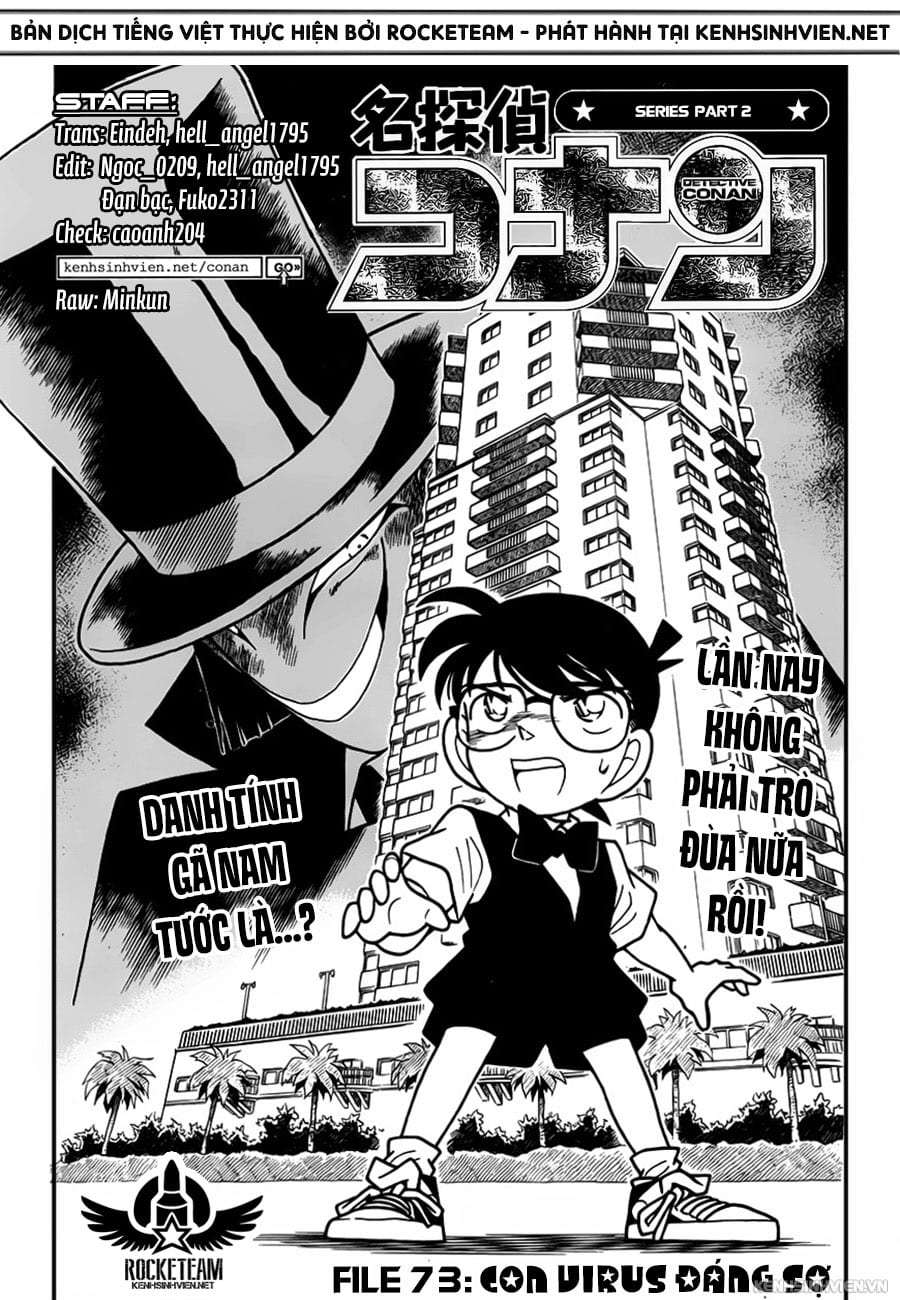 BẢN DỊCH TIẾNG VIỆT THỰC HIỆN BỞI ROCKETEAM - PHÁT HÀNH TẠI KENHSINHVIEN.NET
STAFF:
Trans: Eindeh, hell_angel1795
Edit: Ngoc_0209, hell_angel1795
Đạn bạc, Fuko2311
Check: caoanh204
kenhsinhvien.net/conan GO»
Raw: Minkun
名探偵
SERIES PART 2
コナン
DETECTIVE
CONAN
LẦN NÀY
KHÔNG
PHẢI TRÒ
ĐÙA NỮA
RỒI!
DANH TÍNH
GÃ NAM
TƯỚC LÀ...?
ROCKETEAM
KENHSINHVIEN.NET
FILE 73: CON VIRUS ĐÁNG SỢ
KENHSINHVIEN.VN